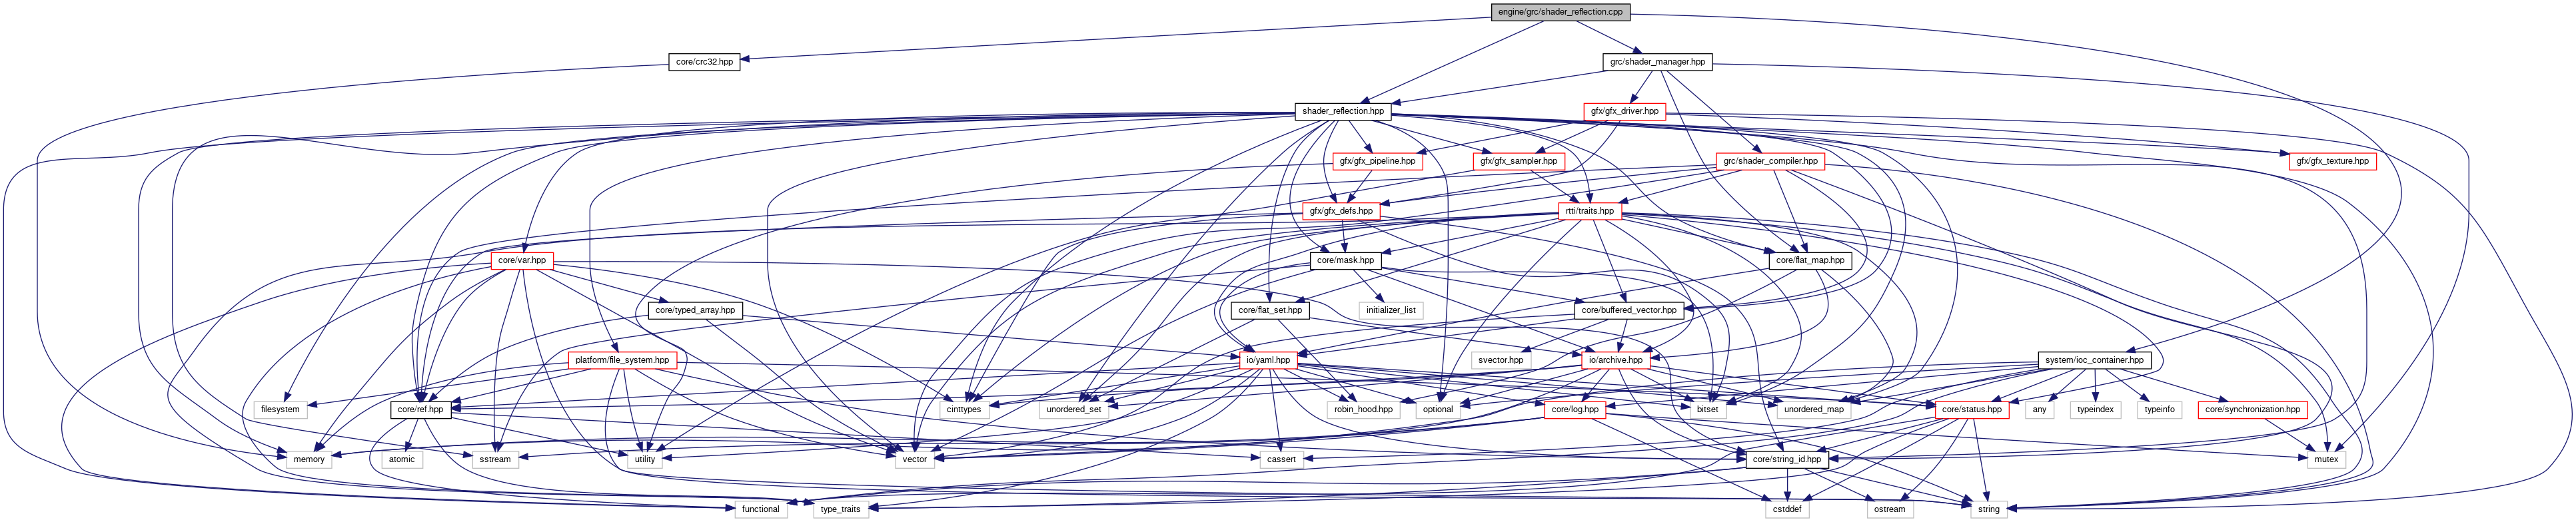 engine/grc/shader_reflection.cpp
core/crc32.hpp
grc/shader_manager.hpp
shader_reflection.hpp
gfx/gfx_driver.hpp
gfx/gfx_pipeline.hpp
gfx/gfx_sampler.hpp
grc/shader_compiler.hpp
gfx/gfx_texture.hpp
gfx/gfx_defs.hpp
rtti/traits.hpp
core/var.hpp
core/mask.hpp
core/flat_map.hpp
core/typed_array.hpp
core/flat_set.hpp
initializer_list
core/buffered_vector.hpp
platform/file_system.hpp
io/yaml.hpp
svector.hpp
io/archive.hpp
system/ioc_container.hpp
filesystem
core/ref.hpp
cinttypes
unordered_set
robin_hood.hpp
optional
core/log.hpp
bitset
unordered_map
core/status.hpp
any
typeindex
typeinfo
core/synchronization.hpp
memory
atomic
sstream
utility
vector
cassert
core/string_id.hpp
mutex
functional
type_traits
cstddef
ostream
string